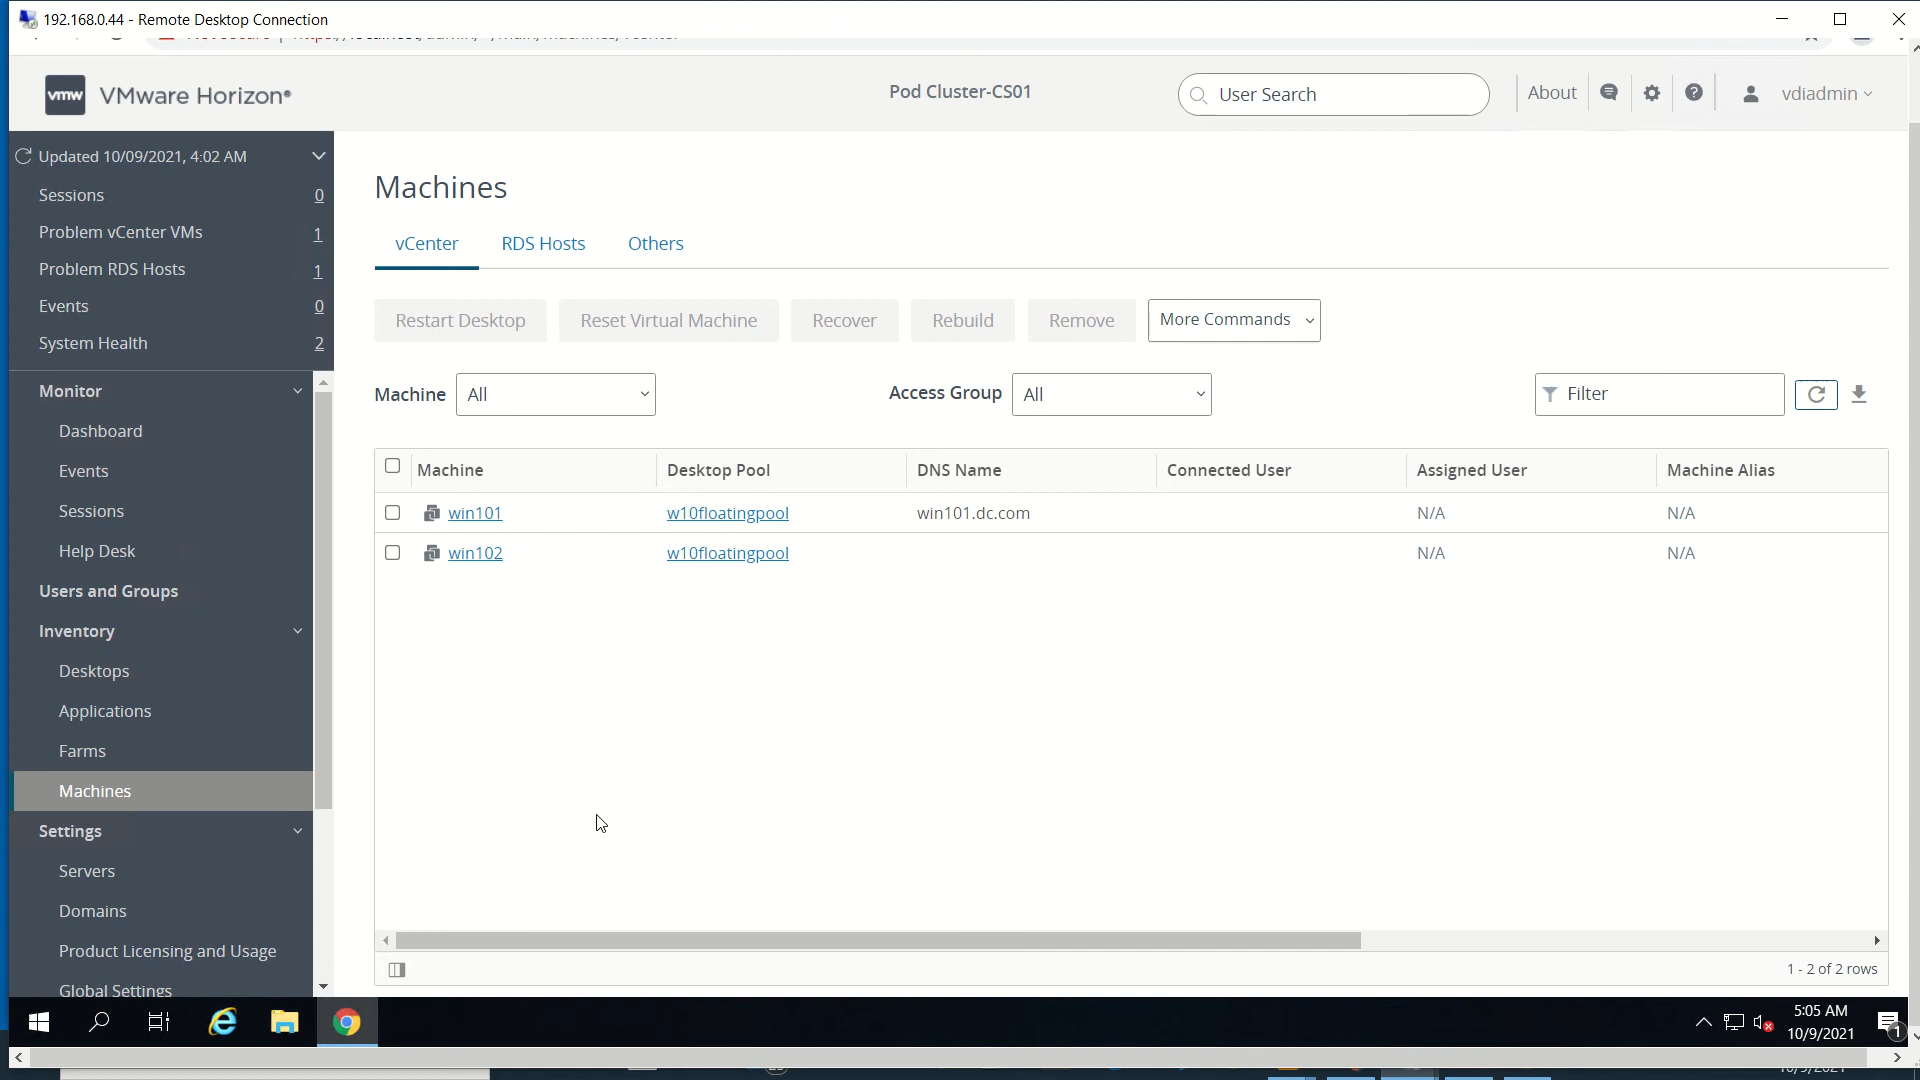 192.168.0.44 - Remote Desktop Connection
vmw VMware Horizon®
Pod Cluster-CS01
User Search
About
vdiadmin
Updated 10/09/2021, 4:02 AM
Sessions 0
Problem vCenter VMs 1
Problem RDS Hosts 1
Events 0
System Health 2
Monitor
Dashboard
Events
Sessions
Help Desk
Users and Groups
Inventory
Desktops
Applications
Farms
Machines
Settings
Servers
Domains
Product Licensing and Usage
Global Settings
Machines
vCenter RDS Hosts Others
Restart Desktop Reset Virtual Machine Recover Rebuild Remove More Commands
Machine All Access Group All Filter
Machine Desktop Pool DNS Name Connected User Assigned User Machine Alias
win101 w10floatingpool win101.dc.com N/A N/A
win102 w10floatingpool N/A N/A
1 - 2 of 2 rows
5:05 AM
10/9/2021
1